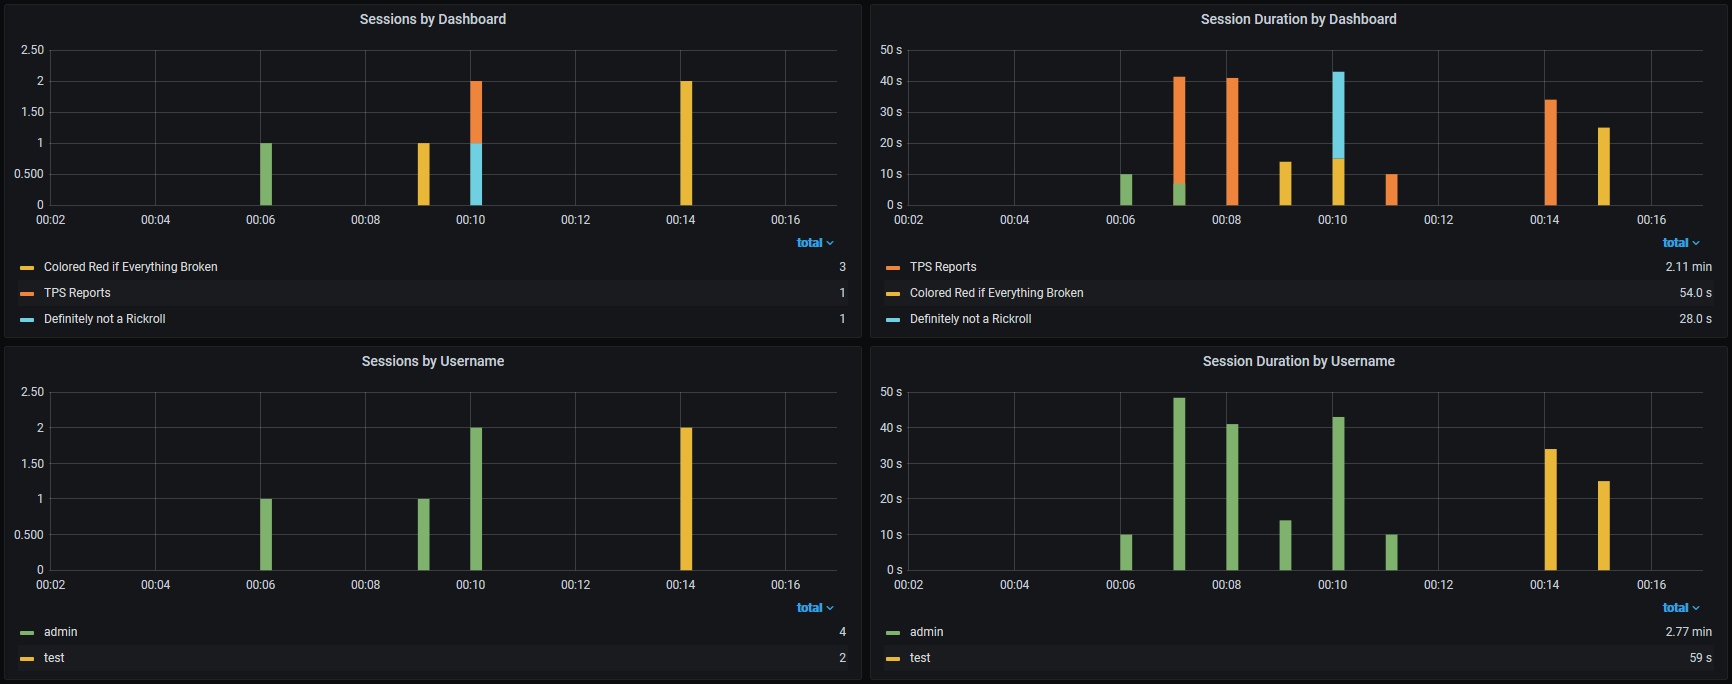 Sessions by Dashboard
2.50
2
1.50
1
0.500
0
00:02 00:04 00:06 00:08 00:10 00:12 00:14 00:16
total
Colored Red if Everything Broken 3
TPS Reports 1
Definitely not a Rickroll 1
Session Duration by Dashboard
50 s
40 s
30 s
20 s
10 s
0 s
00:02 00:04 00:06 00:08 00:10 00:12 00:14 00:16
total
TPS Reports 2.11 min
Colored Red if Everything Broken 54.0 s
Definitely not a Rickroll 28.0 s
Sessions by Username
2.50
2
1.50
1
0.500
0
00:02 00:04 00:06 00:08 00:10 00:12 00:14 00:16
total
admin 4
test 2
Session Duration by Username
50 s
40 s
30 s
20 s
10 s
0 s
00:02 00:04 00:06 00:08 00:10 00:12 00:14 00:16
total
admin 2.77 min
test 59 s